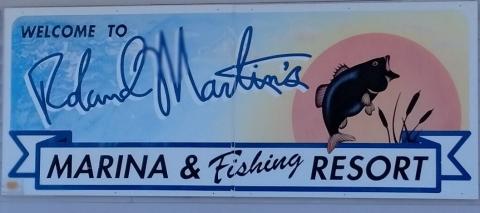 WELCOME TO
Roland Martin's
MARINA & Fishing RESORT